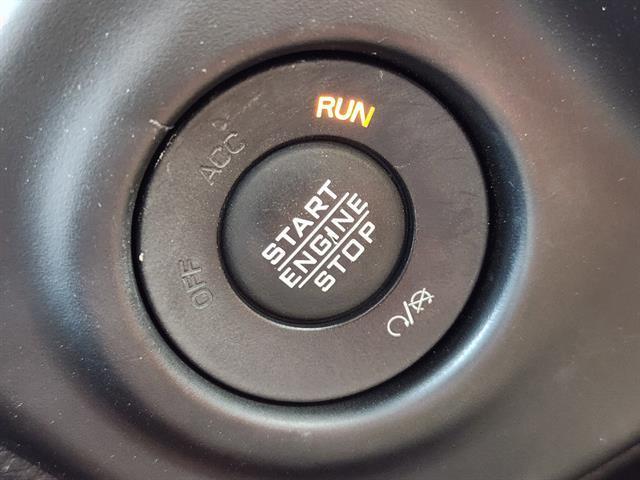 RUN
ACC
OFF
START
ENGINE
STOP